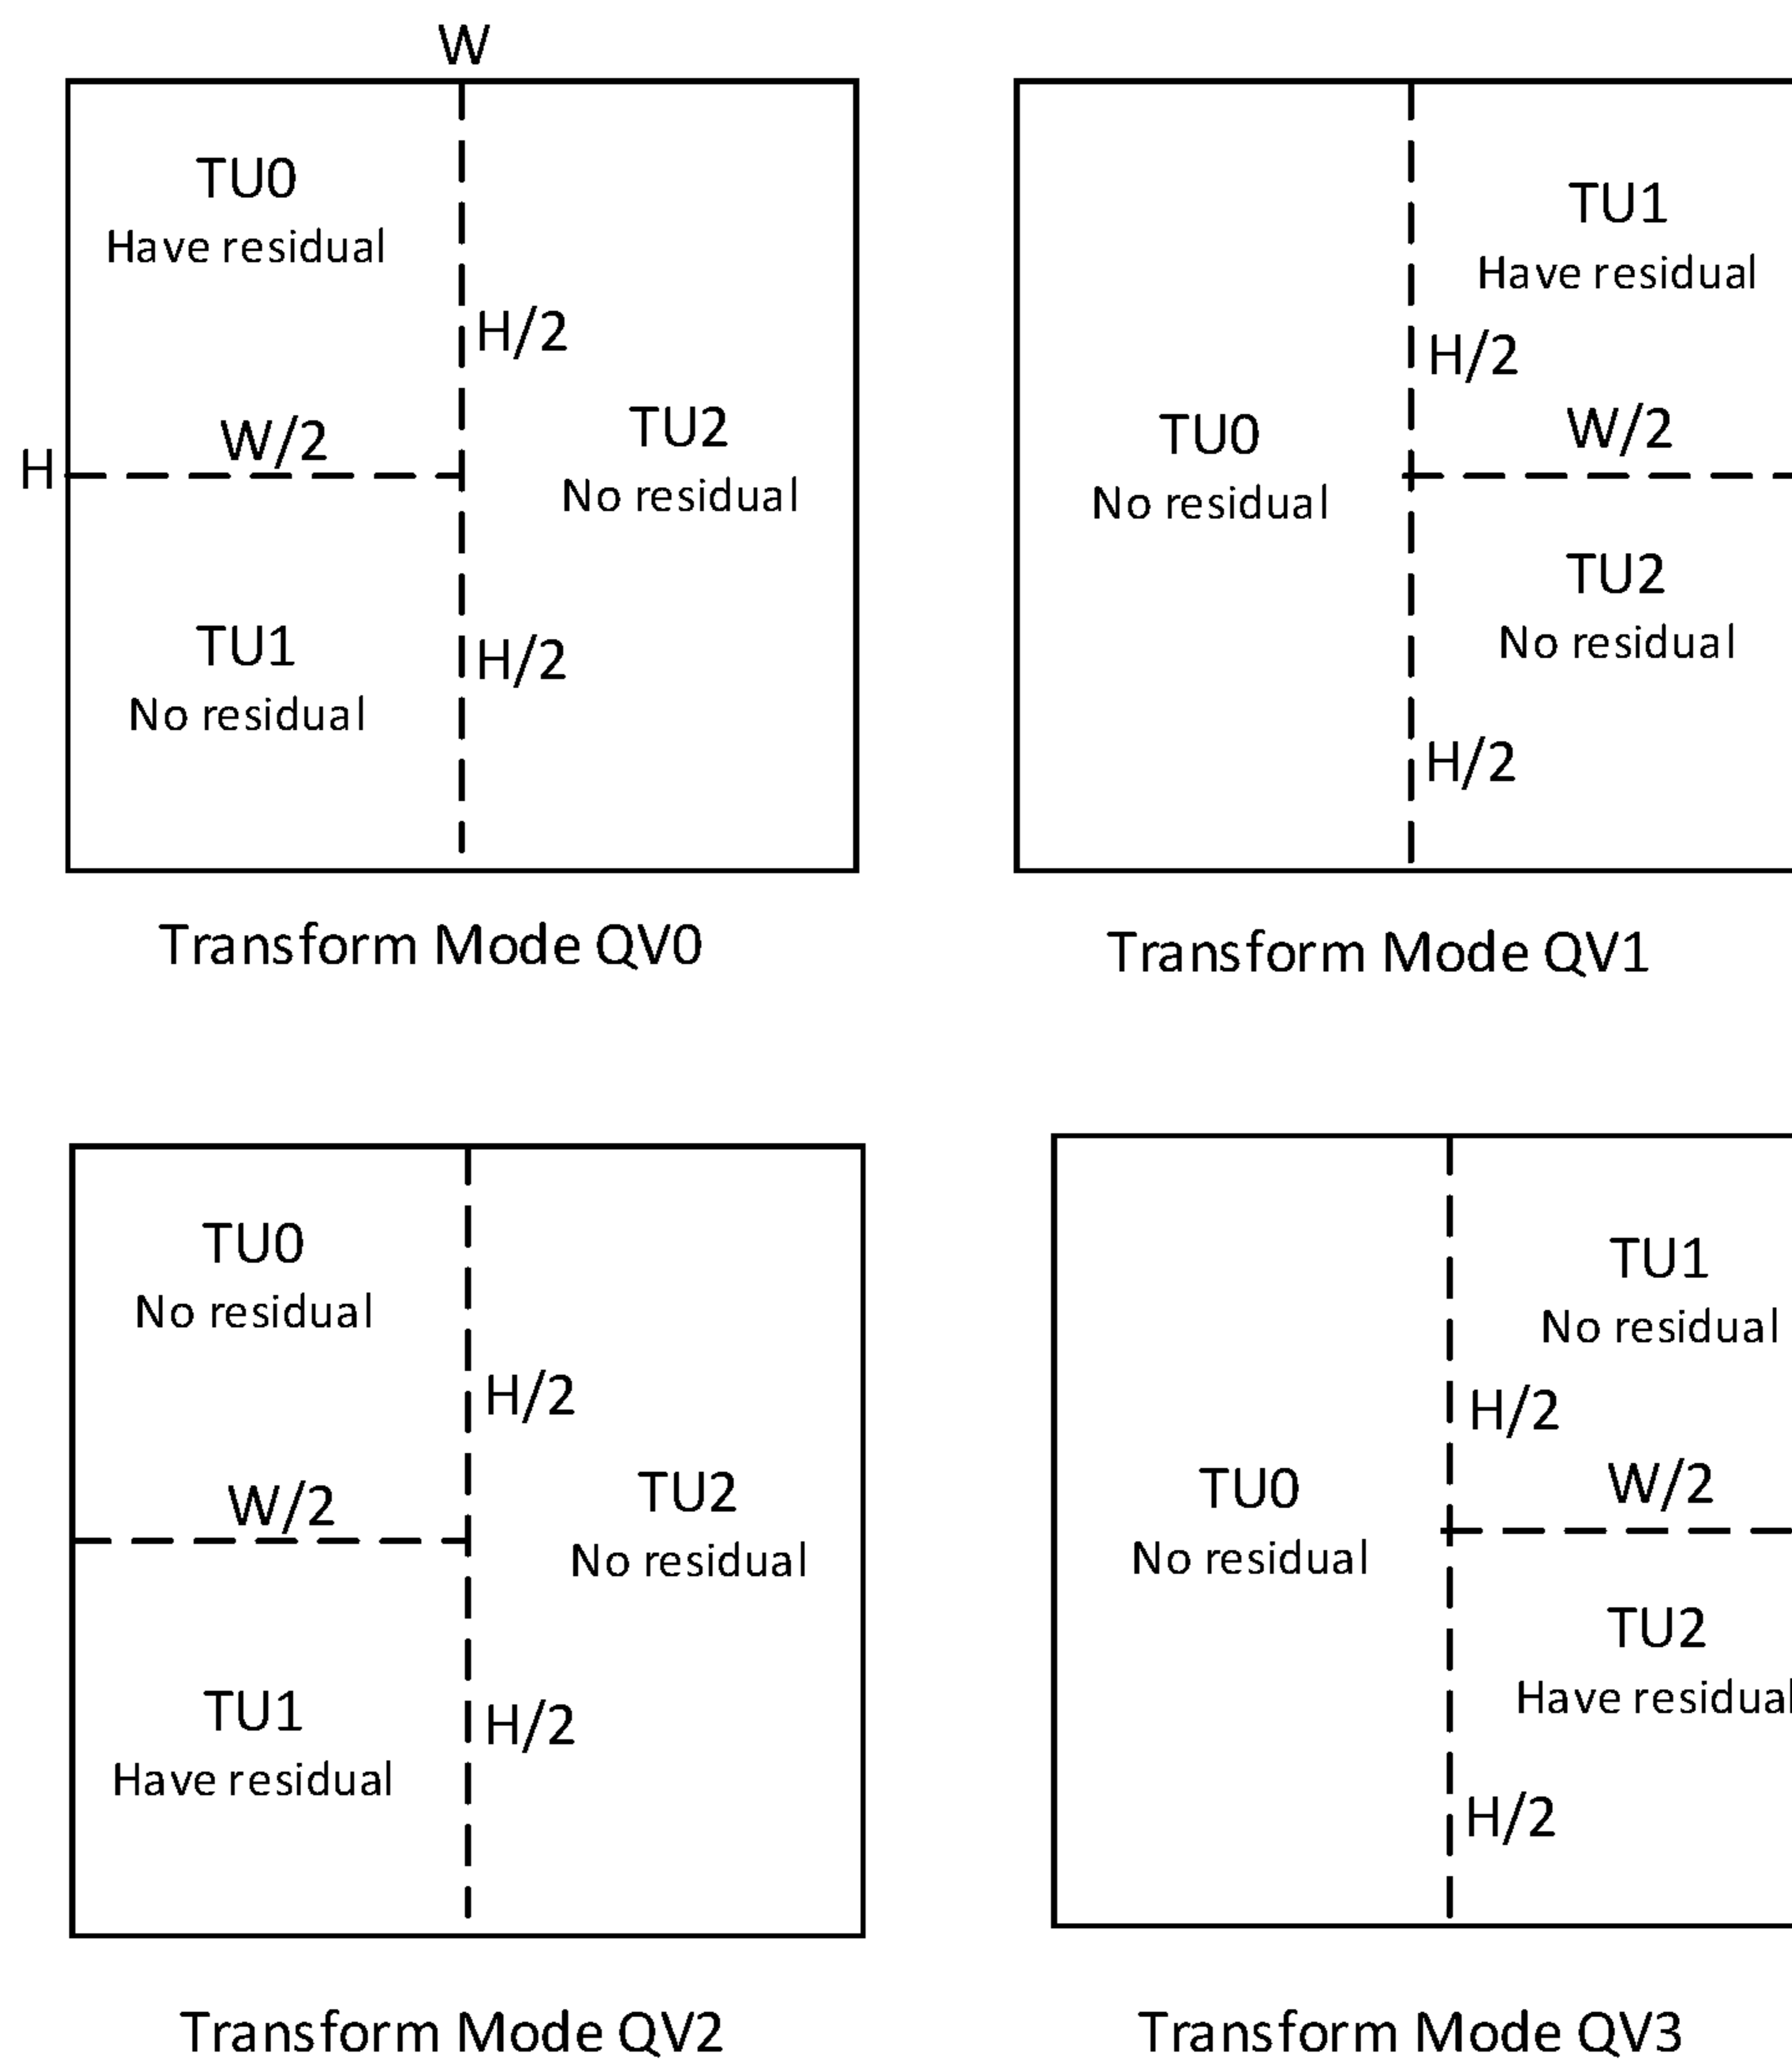 W
TU0
Have residual
H/2
W/2
H
TU2
No residual
TU1
No residual
H/2
Transform Mode QV0
TU1
Have residual
H/2
W/2
TU0
No residual
TU2
No residual
H/2
Transform Mode QV1
TU0
No residual
H/2
W/2
TU2
No residual
TU1
Have residual
H/2
Transform Mode QV2
TU1
No residual
H/2
W/2
TU0
No residual
TU2
Have residual
H/2
Transform Mode QV3